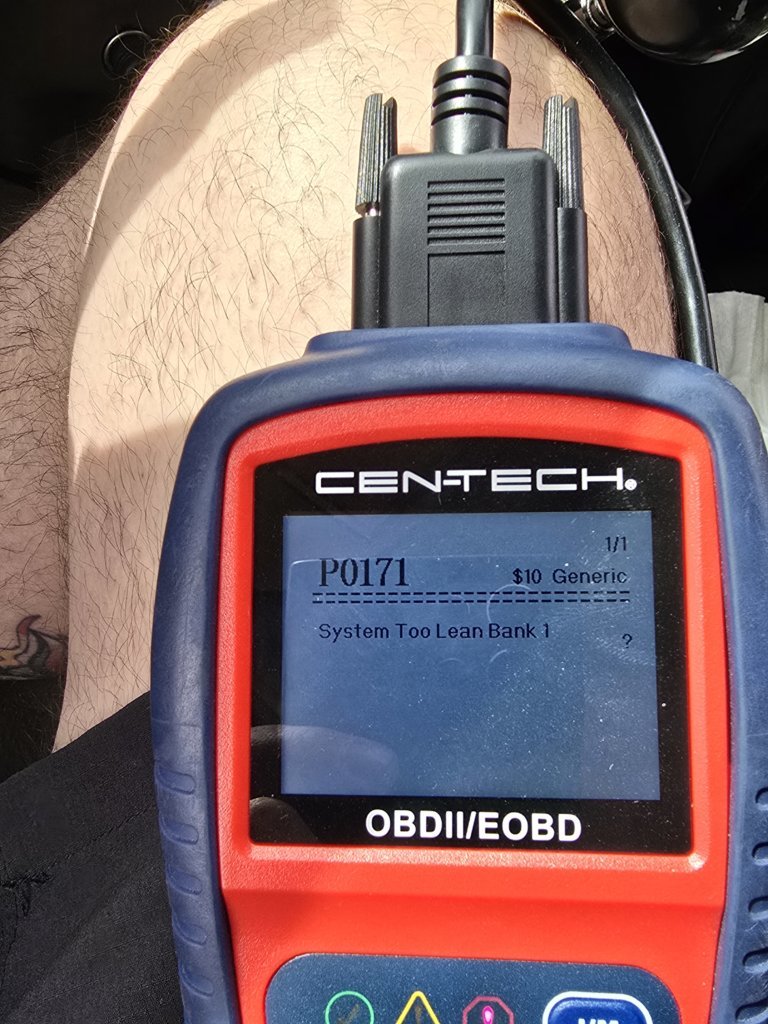 CEN-TECH®
1/1
P0171 $10 Generic
System Too Lean Bank 1
?
OBDII/EOBD